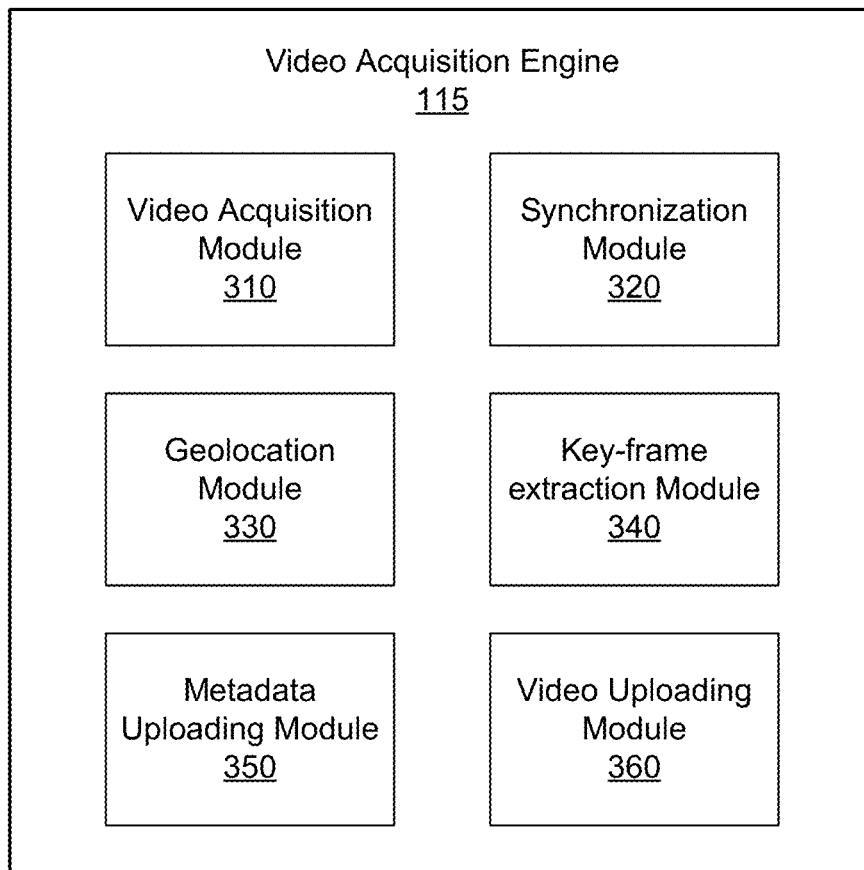 Video Acquisition Engine
115
Video Acquisition
Module
310
Synchronization
Module
320
Geolocation
Module
330
Key-frame
extraction Module
340
Metadata
Uploading Module
350
Video Uploading
Module
360